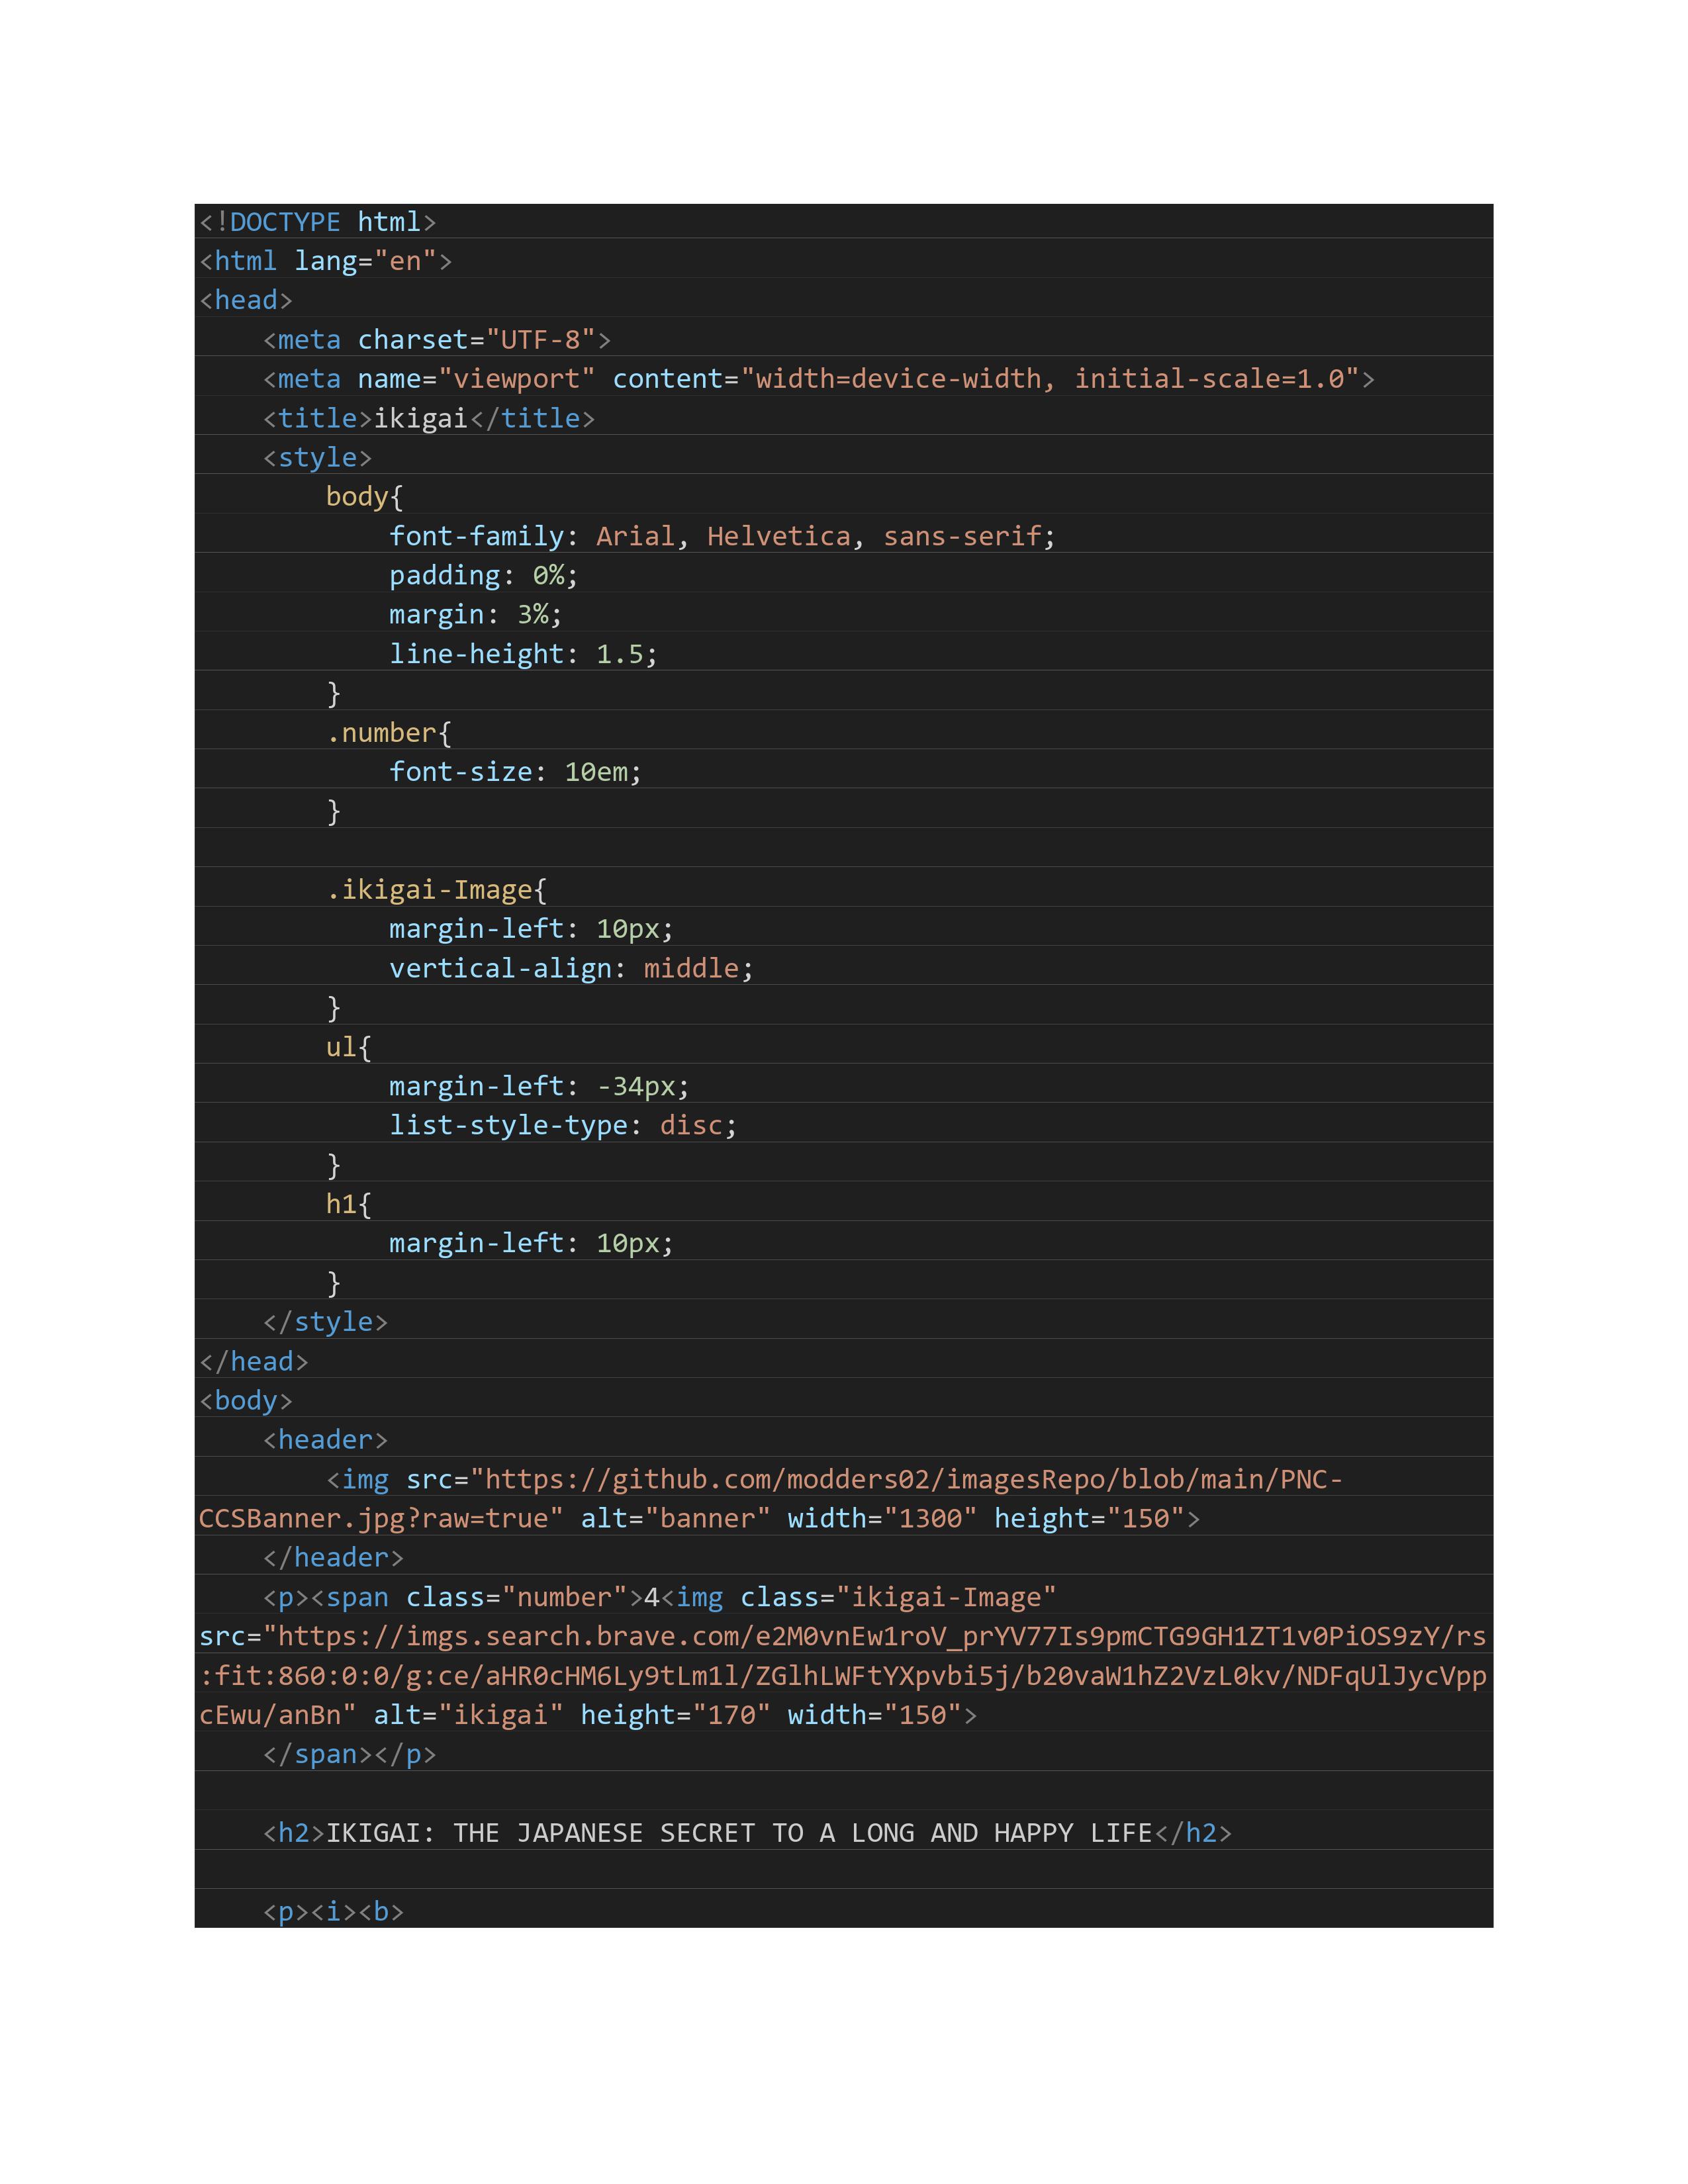 <!DOCTYPE html>
<html lang="en">
<head>
    <meta charset="UTF-8">
    <meta name="viewport" content="width=device-width, initial-scale=1.0">
    <title>ikigai</title>
    <style>
        body{
            font-family: Arial, Helvetica, sans-serif;
            padding: 0%;
            margin: 3%;
            line-height: 1.5;
        }
        .number{
            font-size: 10em;
        }

        .ikigai-Image{
            margin-left: 10px;
            vertical-align: middle;
        }
        ul{
            margin-left: -34px;
            list-style-type: disc;
        }
        h1{
            margin-left: 10px;
        }
    </style>
</head>
<body>
    <header>
        <img src="https://github.com/modders02/imagesRepo/blob/main/PNC-
CCSBanner.jpg?raw=true" alt="banner" width="1300" height="150">
    </header>
    <p><span class="number">4<img class="ikigai-Image"
src="https://imgs.search.brave.com/e2M0vnEw1roV_prYV77Is9pmCTG9GH1ZT1v0PiOS9zY/rs
:fit:860:0:0/g:ce/aHR0cHM6Ly9tLm1l/ZGlhLWFtYXpvbi5j/b20vaW1hZ2VzL0kv/NDFqUlJycVpp
cEwu/anBn" alt="ikigai" height="170" width="150">
    </span></p>

    <h2>IKIGAI: THE JAPANESE SECRET TO A LONG AND HAPPY LIFE</h2>

    <p><i><b>